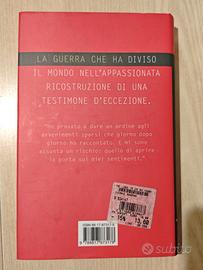 LA GUERRA CHE HA DIVISO
IL MONDO NELL'APPASSIONATA
RICOSTRUZIONE DI UNA
TESTIMONE D'ECCEZIONE.
"Ho provato a dare un ordine agli
avvenimenti sparsi che giorno dopo
giorno ho raccontato. E mi sono
assunta un rischio: quello di aprire
la porta sui miei sentimenti."
subito